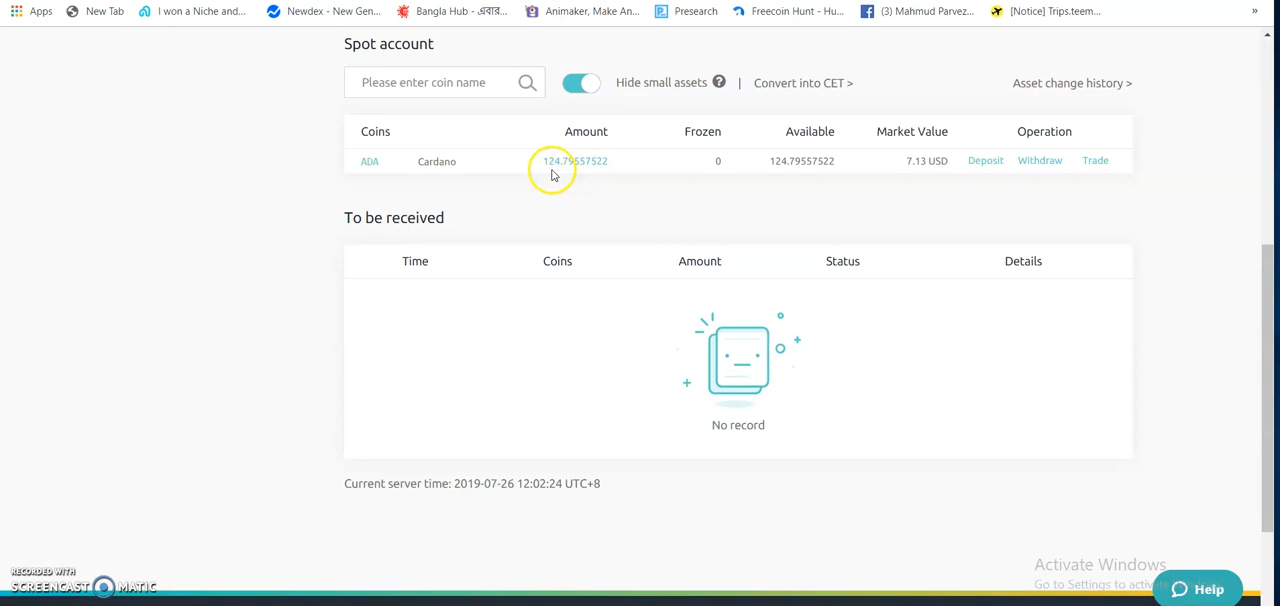 Apps New Tab I won a Niche and... Newdex - New Gen... Bangla Hub - এবার... Animaker, Make An... Presearch Freecoin Hunt - Hu... (3) Mahmud Parvez... [Notice] Trips.teem... »
Spot account
Please enter coin name Hide small assets ? | Convert into CET > Asset change history >
Coins Amount Frozen Available Market Value Operation
ADA Cardano 124.79557522 0 124.79557522 7.13 USD Deposit Withdraw Trade
To be received
Time Coins Amount Status Details
No record
Current server time: 2019-07-26 12:02:24 UTC+8
Activate Windows
Go to Settings to activate
Help
RECORDED WITH
SCREENCAST MATIC